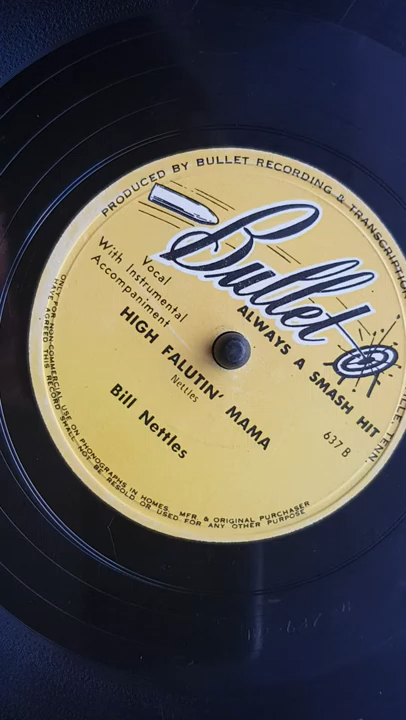 PRODUCED BY BULLET RECORDING & TRANSCRIPTION
Bullet
ALWAYS A SMASH HIT
Vocal
With Instrumental
Accompaniment
HIGH FALUTIN' MAMA
Nettles
637 B
Bill Nettles
ONLY FOR NON-COMMERCIAL USE ON PHONOGRAPHS IN HOMES. MFR. & ORIGINAL PURCHASER
HAVE AGREED THIS RECORD SHALL NOT BE RESOLD OR USED FOR ANY OTHER PURPOSE
TENN.